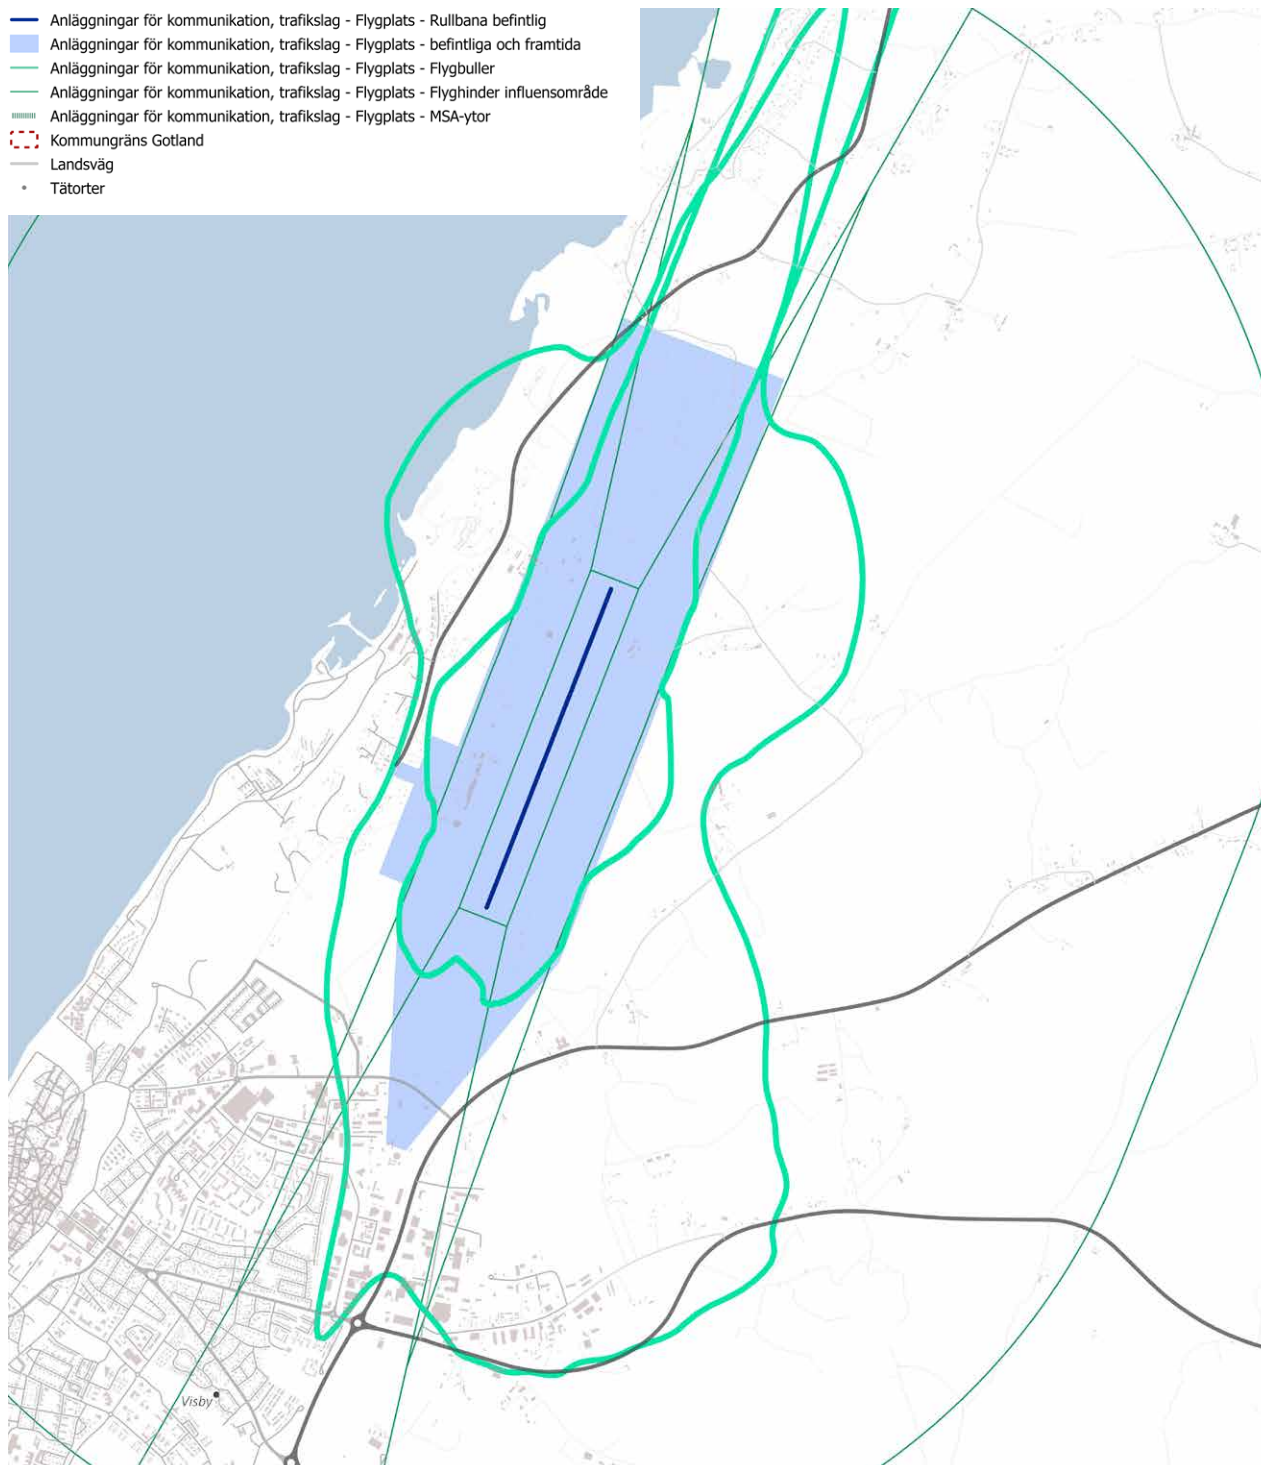 Anläggningar för kommunikation, trafikslag - Flygplats - Rullbana befintlig
Anläggningar för kommunikation, trafikslag - Flygplats - befintliga och framtida
Anläggningar för kommunikation, trafikslag - Flygplats - Flygbuller
Anläggningar för kommunikation, trafikslag - Flygplats - Flyghinder influensområde
Anläggningar för kommunikation, trafikslag - Flygplats - MSA-ytor
Kommungräns Gotland
Landsväg
Tätorter
Visby